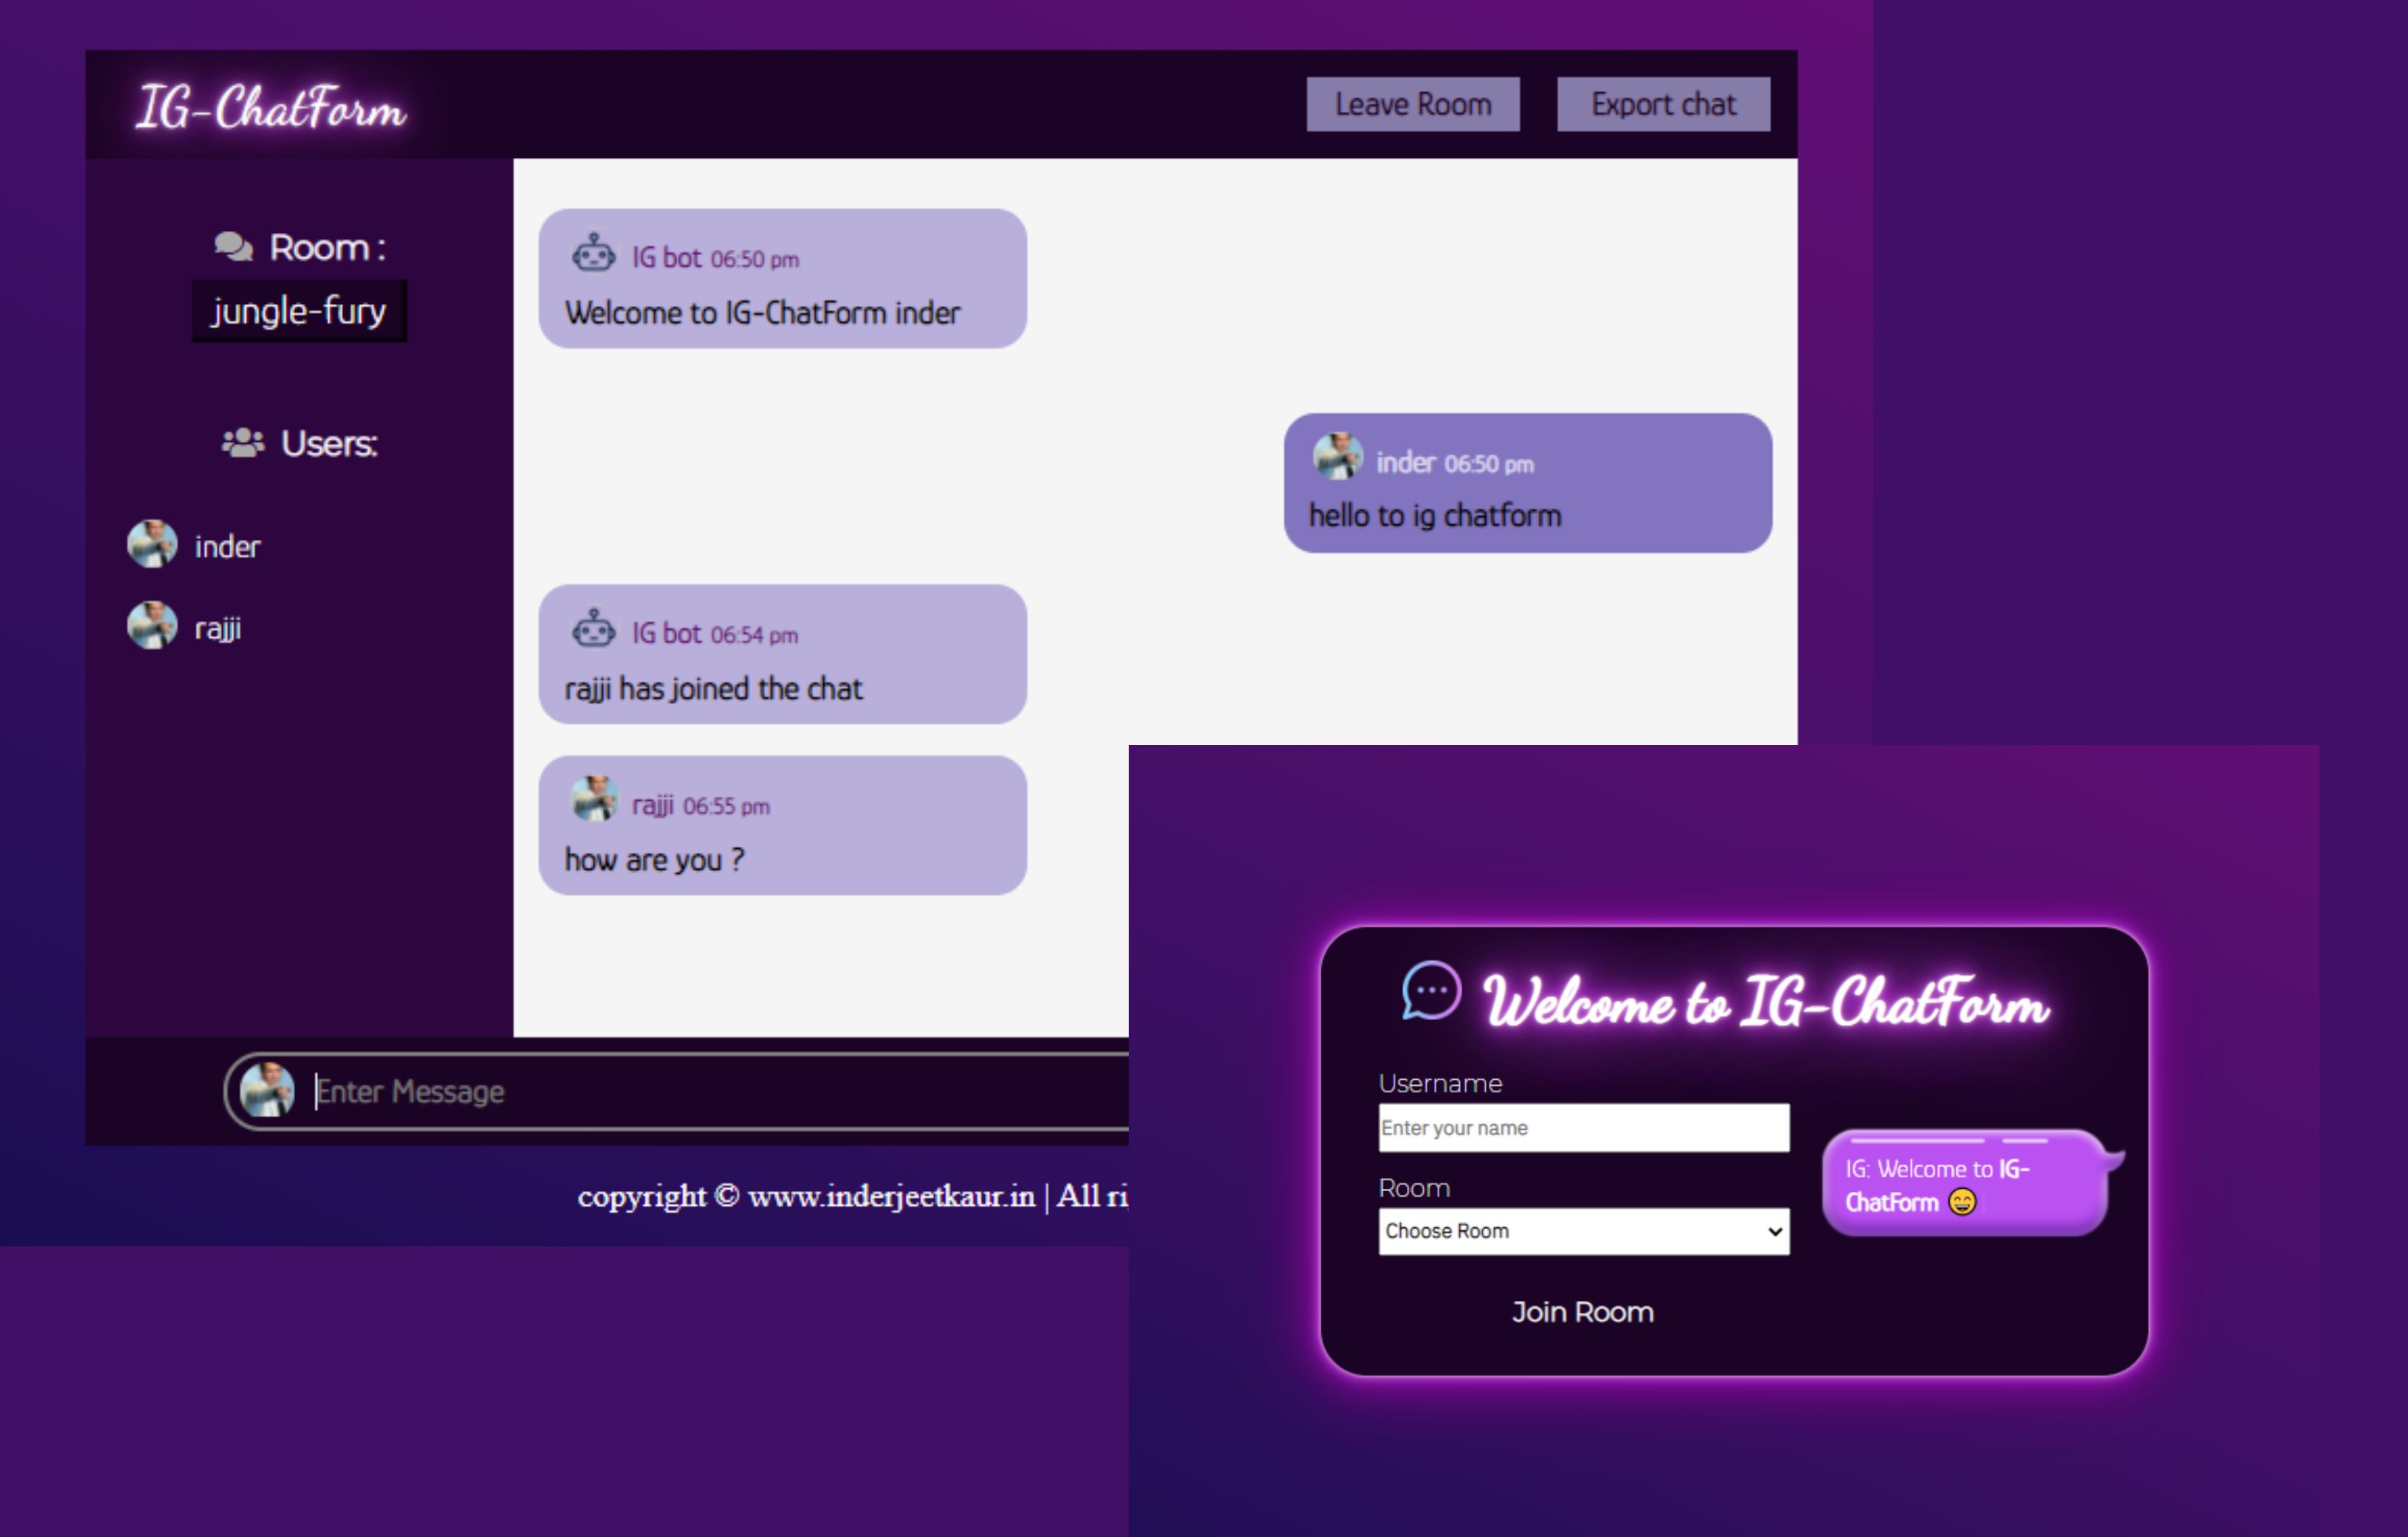 IG-ChatForm
Leave Room
Export chat
Room :
jungle-fury
Users:
inder
rajji
IG bot 06:50 pm
Welcome to IG-ChatForm inder
inder 06:50 pm
hello to ig chatform
IG bot 06:54 pm
rajji has joined the chat
rajji 06:55 pm
how are you ?
Enter Message
copyright © www.inderjeetkaur.in | All
Welcome to IG-ChatForm
Username
Enter your name
Room
Choose Room
Join Room
IG: Welcome to IG-
ChatForm 😄